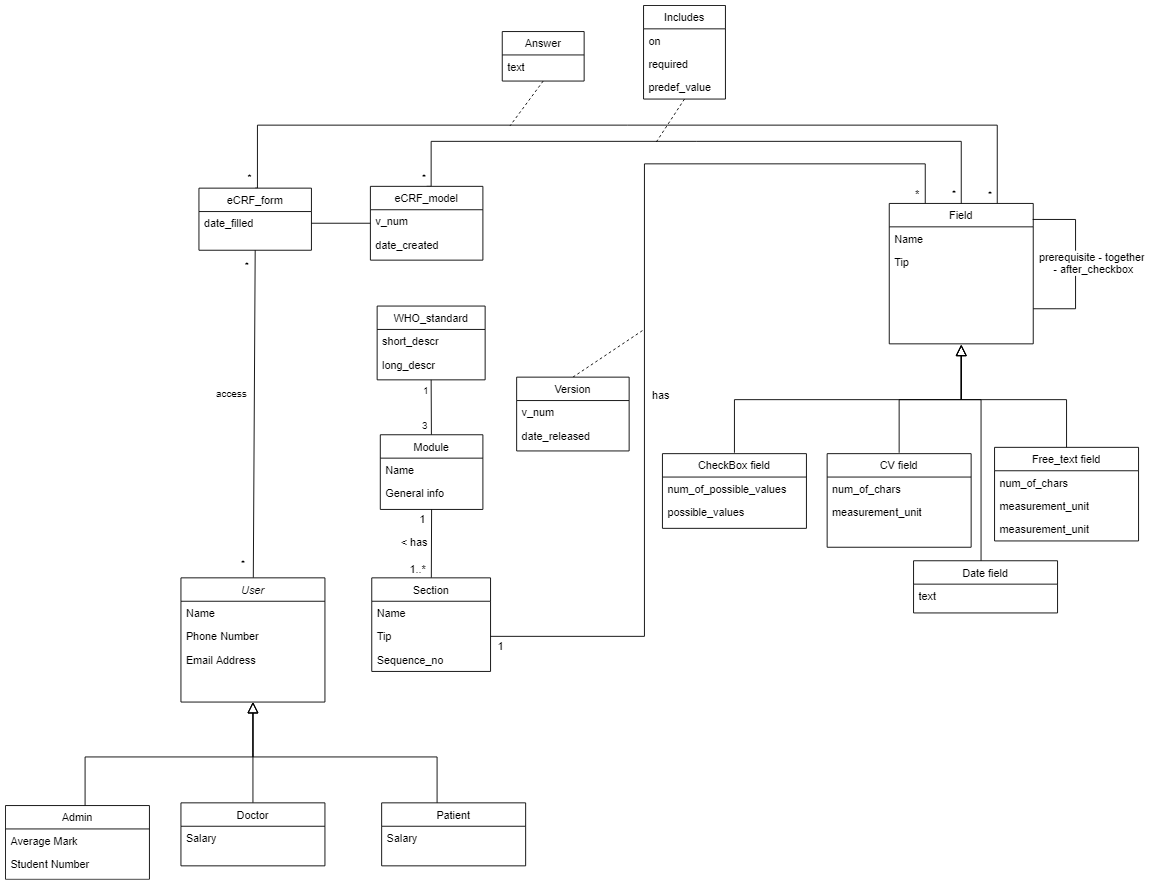 Includes
on
required
predef_value
Answer
text
*
*
*
*
*
eCRF_form
date_filled
eCRF_model
v_num
date_created
Field
Name
Tip
prerequisite - together
- after_checkbox
*
WHO_standard
short_descr
long_descr
1
3
access
Version
v_num
date_released
has
Module
Name
General info
1
< has
1..*
CheckBox field
num_of_possible_values
possible_values
CV field
num_of_chars
measurement_unit
Free_text field
num_of_chars
measurement_unit
measurement_unit
Date field
text
*
User
Name
Phone Number
Email Address
Section
Name
Tip
Sequence_no
1
Admin
Average Mark
Student Number
Doctor
Salary
Patient
Salary